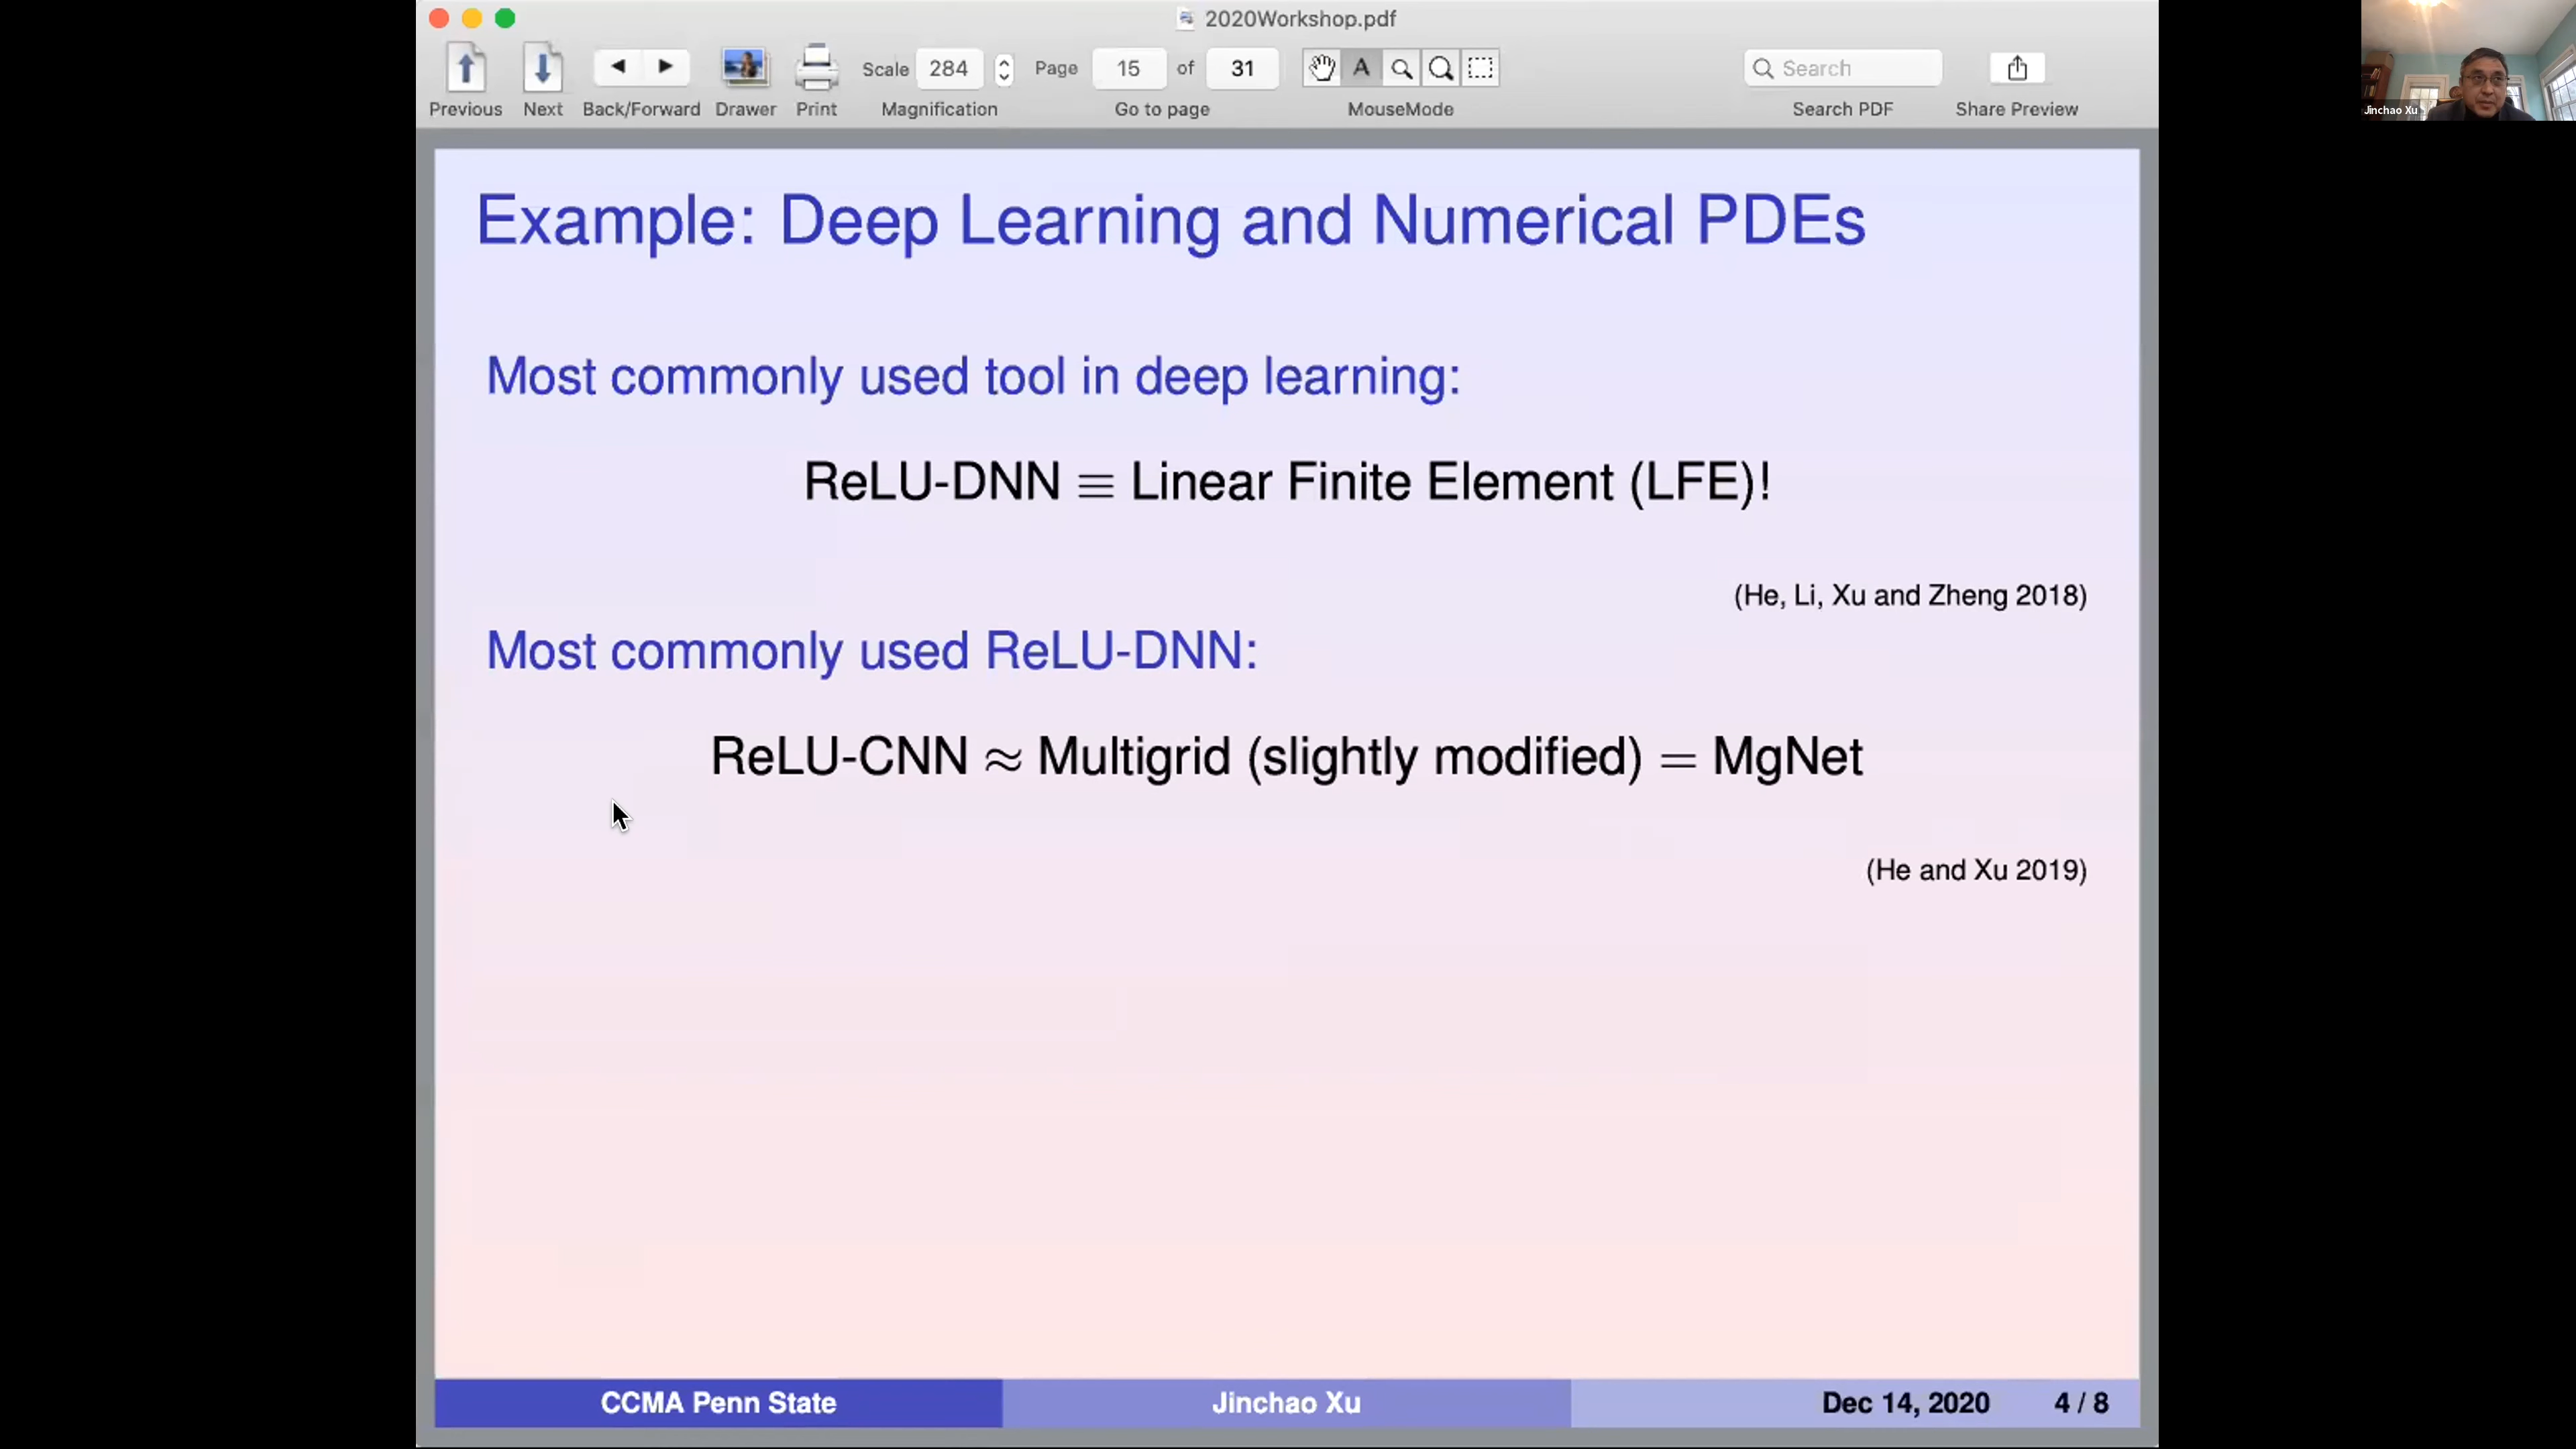 2020Workshop.pdf
Previous Next Back/Forward Drawer Print Scale 284 Magnification Page 15 of 31 Go to page A MouseMode Search Search PDF Share Preview
Jinchao Xu
Example: Deep Learning and Numerical PDEs
Most commonly used tool in deep learning:
ReLU-DNN ≡ Linear Finite Element (LFE)!
(He, Li, Xu and Zheng 2018)
Most commonly used ReLU-DNN:
ReLU-CNN ≈ Multigrid (slightly modified) = MgNet
(He and Xu 2019)
CCMA Penn State Jinchao Xu Dec 14, 2020 4 / 8